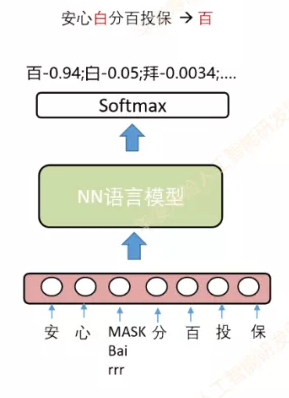 安心白分百投保 → 百
百-0.94;白-0.05;拜-0.0034;....
Softmax
NN语言模型
安 心 MASK 分 百 投 保
Bai
rrr